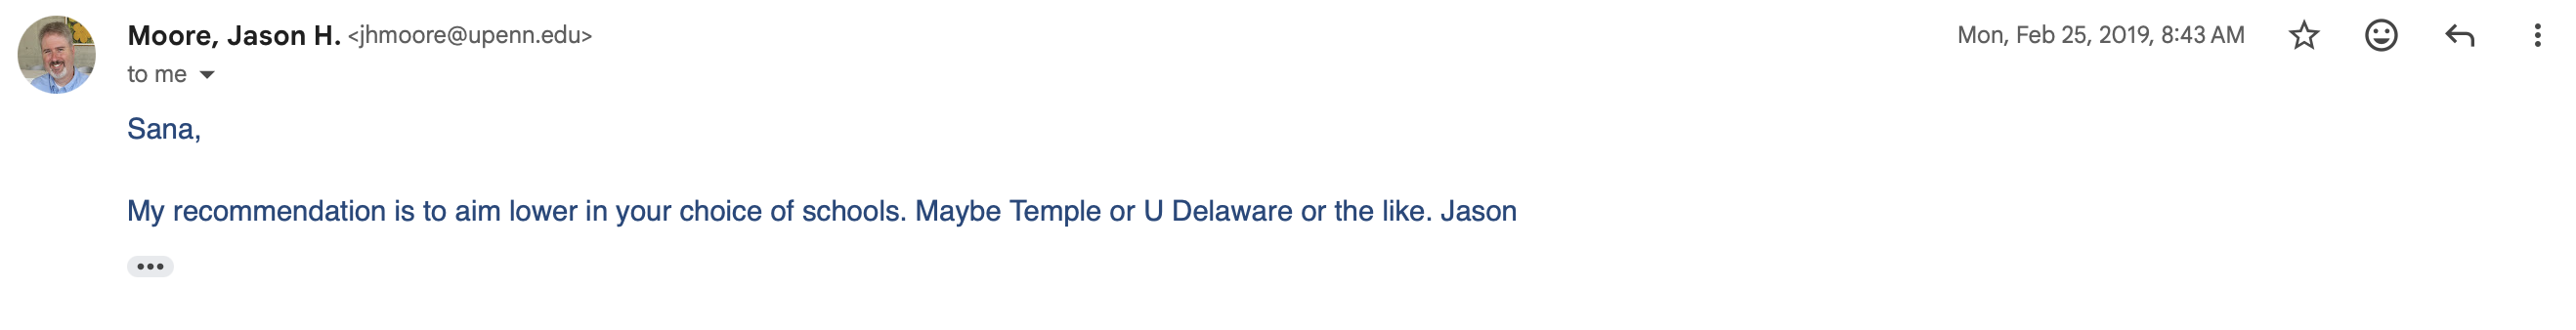 Moore, Jason H. <jhmoore@upenn.edu>
Mon, Feb 25, 2019, 8:43 AM
to me
Sana,
My recommendation is to aim lower in your choice of schools. Maybe Temple or U Delaware or the like. Jason